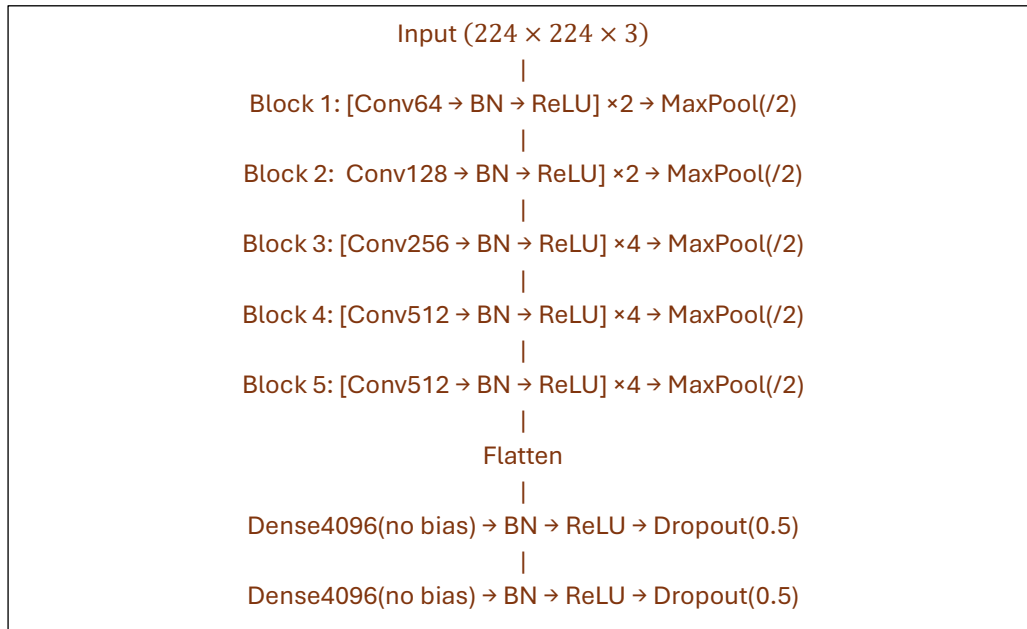 Input (224 × 224 × 3)
|
Block 1: [Conv64 → BN → ReLU] ×2 → MaxPool(/2)
|
Block 2:  Conv128 → BN → ReLU] ×2 → MaxPool(/2)
|
Block 3: [Conv256 → BN → ReLU] ×4 → MaxPool(/2)
|
Block 4: [Conv512 → BN → ReLU] ×4 → MaxPool(/2)
|
Block 5: [Conv512 → BN → ReLU] ×4 → MaxPool(/2)
|
Flatten
|
Dense4096(no bias) → BN → ReLU → Dropout(0.5)
|
Dense4096(no bias) → BN → ReLU → Dropout(0.5)